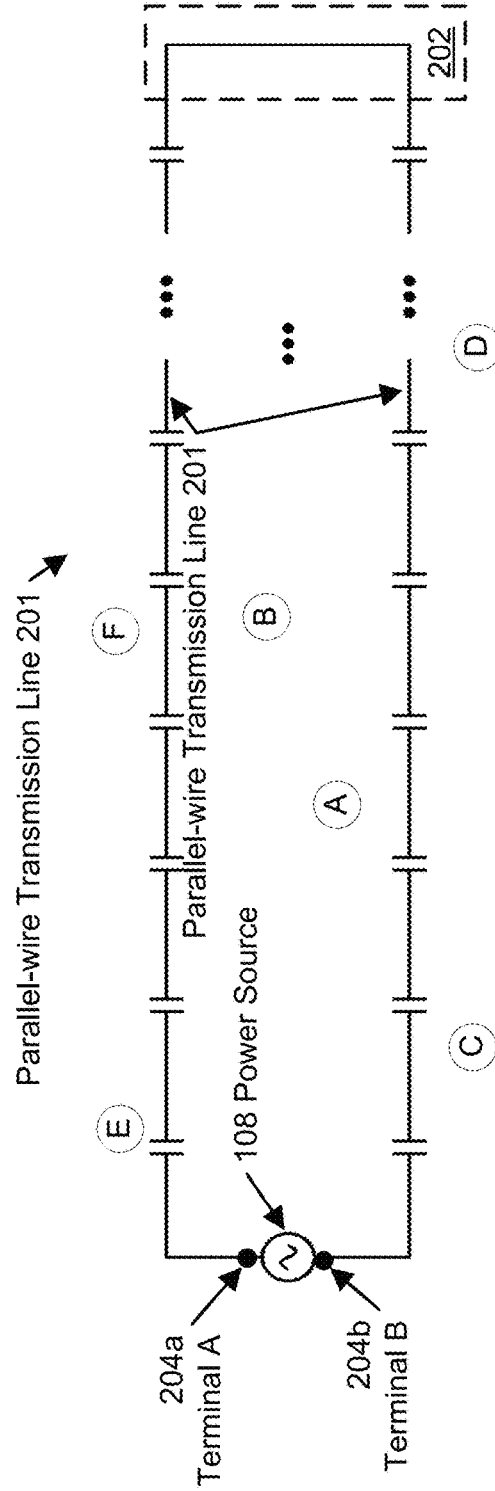 Parallel-wire Transmission Line 201
E
F
Parallel-wire Transmission Line 201
202
204a
Terminal A
108 Power Source
B
A
204b
Terminal B
C
D